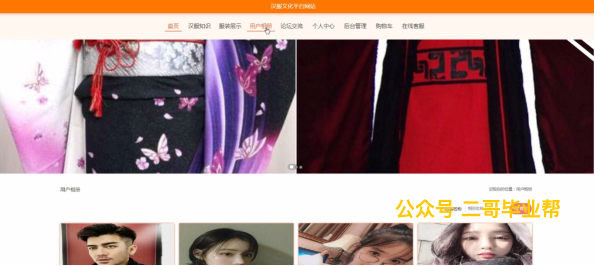 汉服文化平台网站
首页 汉服知识 服装展示 用户相册 论坛交流 个人中心 后台管理 购物车 在线客服
用户相册
您现在的位置：用户相册
公众号 二哥毕业帮